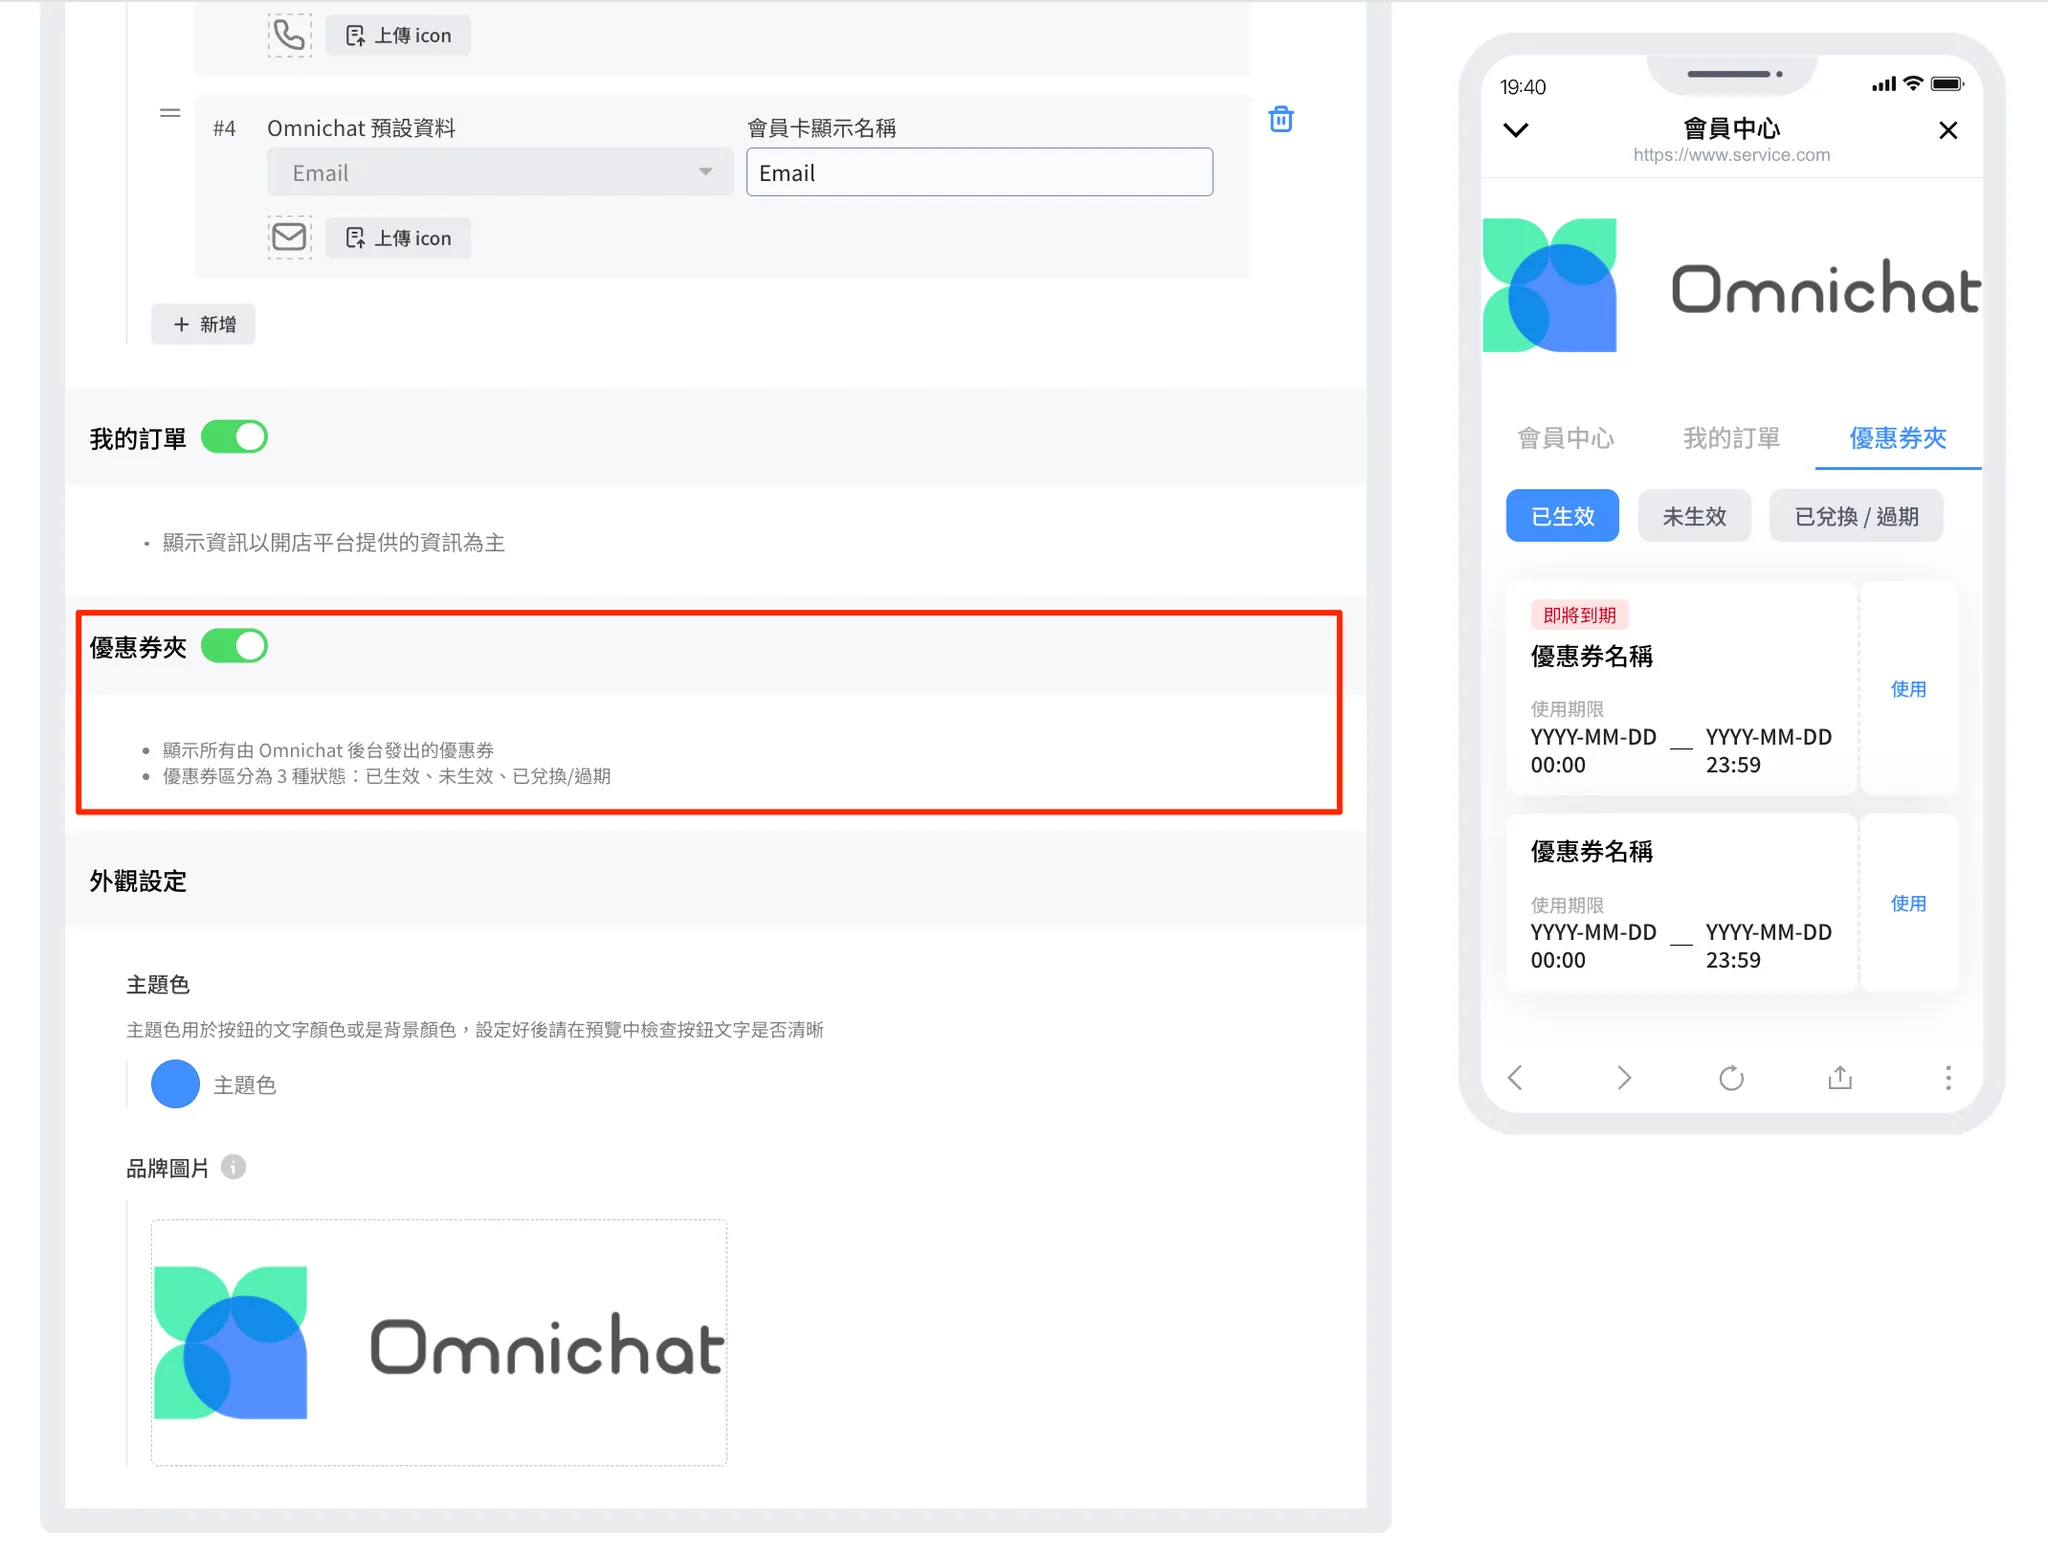 上傳 icon
#4
Omnichat 預設資料
會員卡顯示名稱
Email
Email
上傳 icon
+ 新增
我的訂單
• 顯示資訊以開店平台提供的資訊為主
優惠券夾
• 顯示所有由 Omnichat 後台發出的優惠券
• 優惠券區分為 3 種狀態：已生效、未生效、已兌換/過期
外觀設定
主題色
主題色用於按鈕的文字顏色或是背景顏色，設定好後請在預覽中檢查按鈕文字是否清晰
主題色
品牌圖片
Omnichat
19:40
會員中心
https://www.service.com
Omnichat
會員中心
我的訂單
優惠券夾
已生效
未生效
已兌換 / 過期
即將到期
優惠券名稱
使用期限
YYYY-MM-DD 00:00 — YYYY-MM-DD 23:59
使用
優惠券名稱
使用期限
YYYY-MM-DD 00:00 — YYYY-MM-DD 23:59
使用